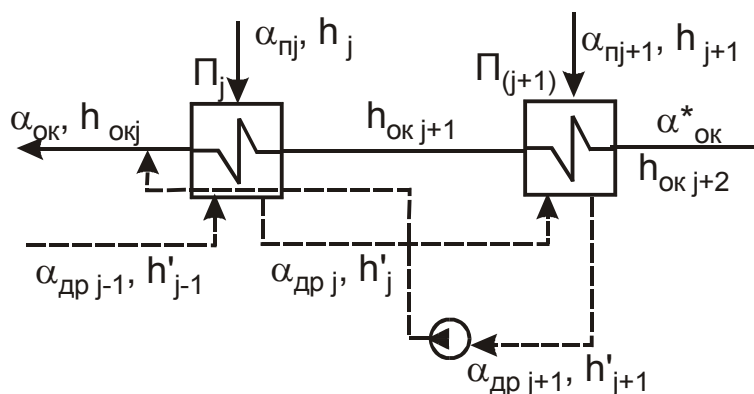 α_пj, h_j
α_пj+1, h_j+1
П_j
П_(j+1)
α_ок, h_окj
h_ок j+1
α*_ок
h_ок j+2
α_др j-1, h'_j-1
α_др j, h'_j
α_др j+1, h'_j+1